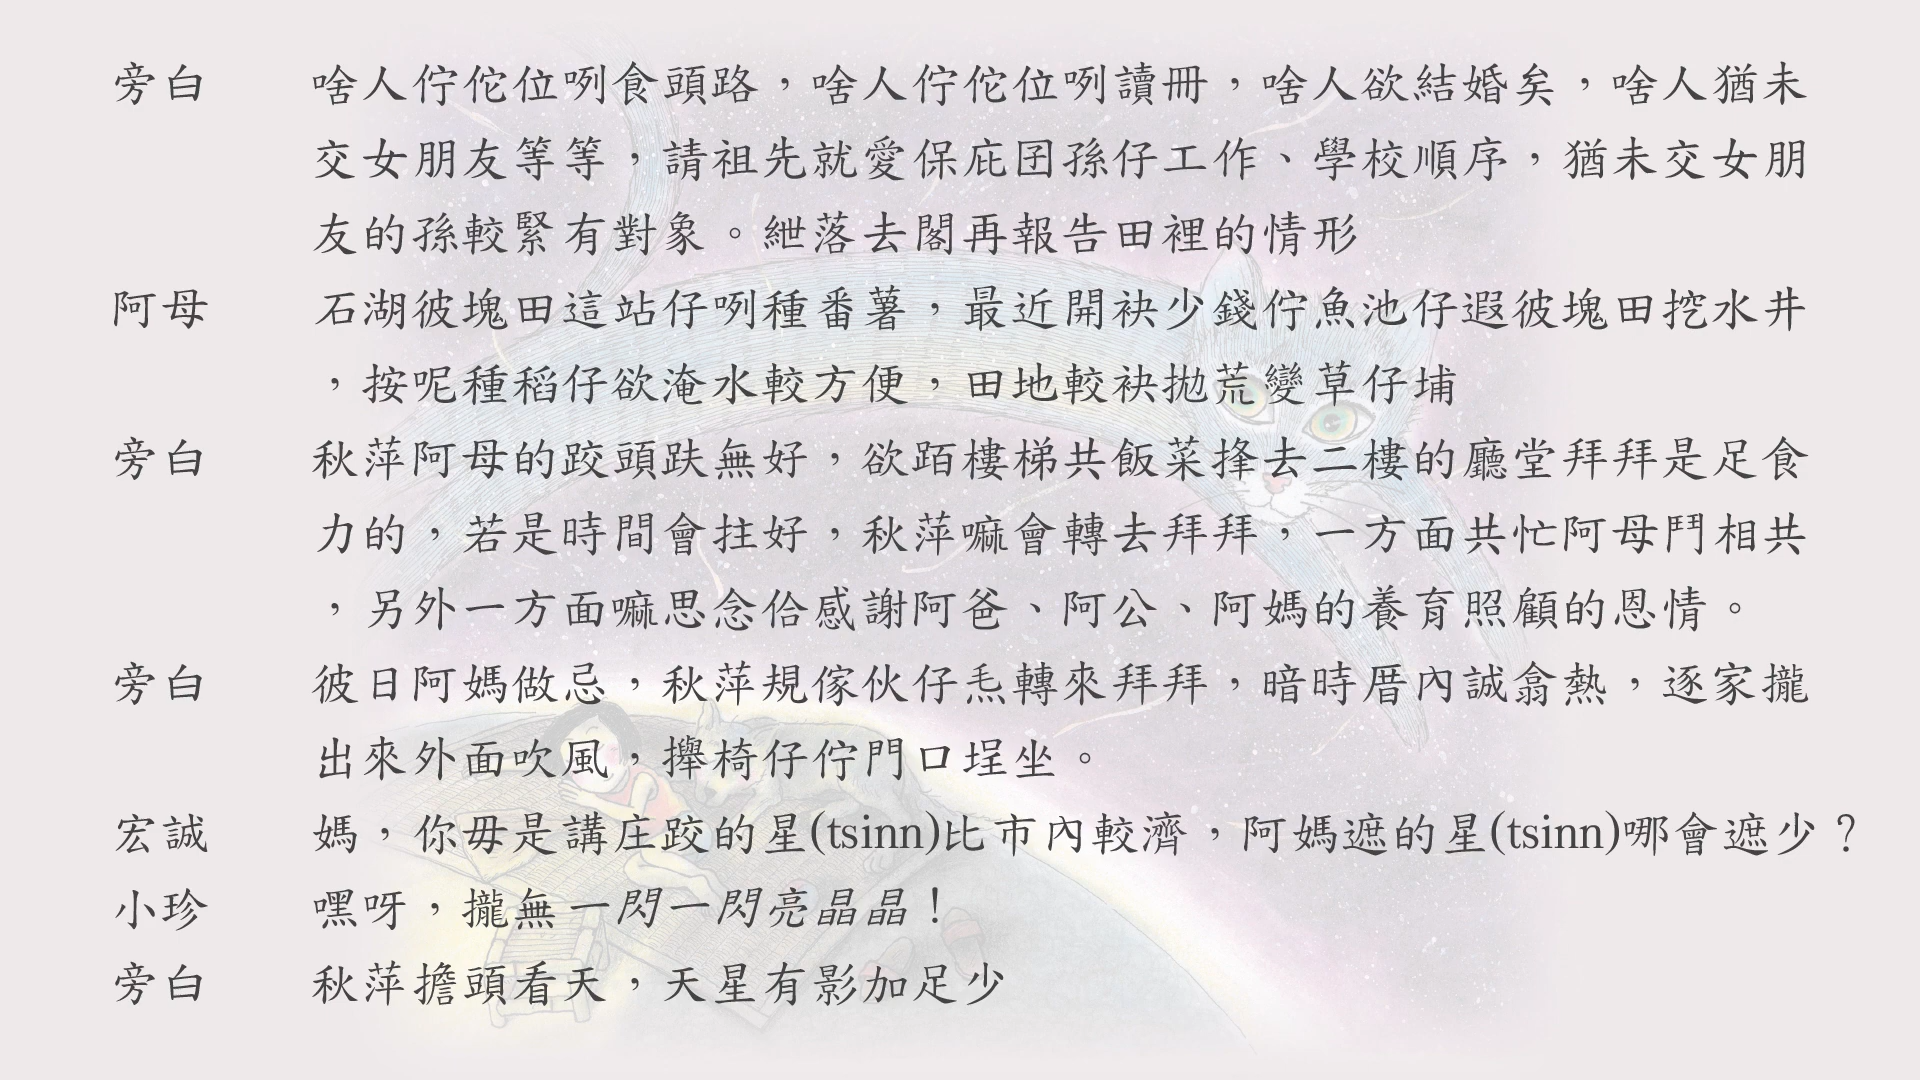 旁白 啥人佇佗位咧食頭路，啥人佇佗位咧讀冊，啥人欲結婚矣，啥人猶未
交女朋友等等，請祖先就愛保庇囝孫仔工作、學校順序，猶未交女朋
友的孫較緊有對象。紲落去閣再報告田裡的情形
阿母 石湖彼塊田這站仔咧種番薯，最近開袂少錢佇魚池仔遐彼塊田挖水井
，按呢種稻仔欲淹水較方便，田地較袂拋荒變草仔埔
旁白 秋萍阿母的跤頭趺無好，欲跖樓梯共飯菜捀去二樓的廳堂拜拜是足食
力的，若是時間會拄好，秋萍嘛會轉去拜拜，一方面共忙阿母鬥相共
，另外一方面嘛思念佮感謝阿爸、阿公、阿媽的養育照顧的恩情。
旁白 彼日阿媽做忌，秋萍規傢伙仔𤆬轉來拜拜，暗時厝內誠翕熱，逐家攏
出來外面吹風，攑椅仔佇門口埕坐。
宏誠 媽，你毋是講庄跤的星(tsinn)比市內較濟，阿媽遮的星(tsinn)哪會遮少？
小珍 嘿呀，攏無一閃一閃亮晶晶！
旁白 秋萍擔頭看天，天星有影加足少